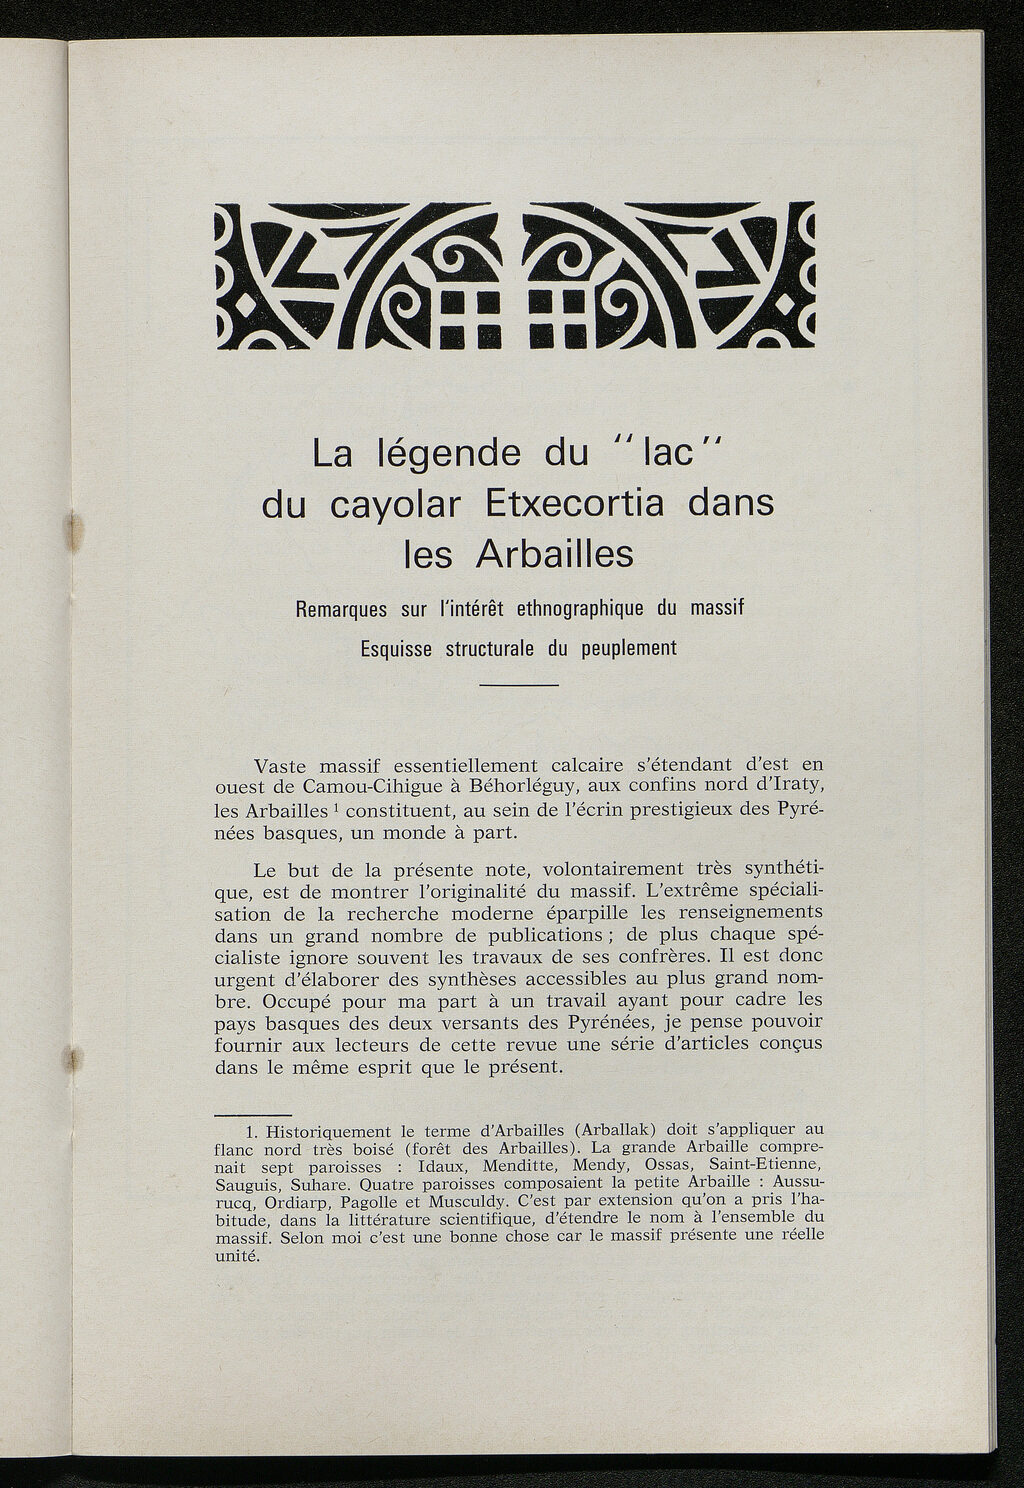 La légende du "lac"
du cayolar Etxecortia dans
les Arbailles
Remarques sur l'intérêt ethnographique du massif
Esquisse structurale du peuplement
Vaste massif essentiellement calcaire s'étendant d'est en
ouest de Camou-Cihigue à Béhorléguy, aux confins nord d'Iraty,
les Arbailles 1 constituent, au sein de l'écrin prestigieux des Pyré-
nées basques, un monde à part.
Le but de la présente note, volontairement très synthéti-
que, est de montrer l'originalité du massif. L'extrême spéciali-
sation de la recherche moderne éparpille les renseignements
dans un grand nombre de publications ; de plus chaque spé-
cialiste ignore souvent les travaux de ses confrères. Il est donc
urgent d'élaborer des synthèses accessibles au plus grand nom-
bre. Occupé pour ma part à un travail ayant pour cadre les
pays basques des deux versants des Pyrénées, je pense pouvoir
fournir aux lecteurs de cette revue une série d'articles conçus
dans le même esprit que le présent.
1. Historiquement le terme d'Arbailles (Arballak) doit s'appliquer au
flanc nord très boisé (forêt des Arbailles). La grande Arbaille compre-
nait sept paroisses : Idaux, Menditte, Mendy, Ossas, Saint-Etienne,
Sauguis, Suhare. Quatre paroisses composaient la petite Arbaille : Aussu-
rucq, Ordiarp, Pagolle et Musculdy. C'est par extension qu'on a pris l'ha-
bitude, dans la littérature scientifique, d'étendre le nom à l'ensemble du
massif. Selon moi c'est une bonne chose car le massif présente une réelle
unité.